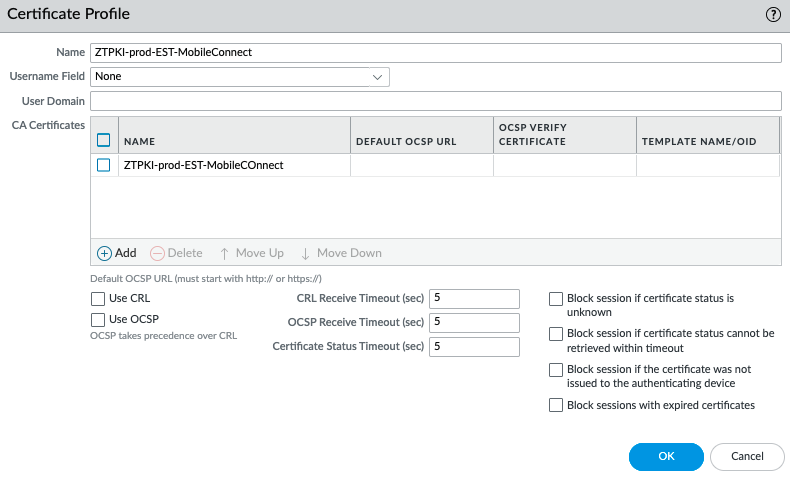 Certificate Profile
Name ZTPKI-prod-EST-MobileConnect
Username Field None
User Domain
CA Certificates
NAME DEFAULT OCSP URL OCSP VERIFY CERTIFICATE TEMPLATE NAME/OID
ZTPKI-prod-EST-MobileCOnnect
Add Delete Move Up Move Down
Default OCSP URL (must start with http:// or https://)
Use CRL
Use OCSP
OCSP takes precedence over CRL
CRL Receive Timeout (sec) 5
OCSP Receive Timeout (sec) 5
Certificate Status Timeout (sec) 5
Block session if certificate status is
unknown
Block session if certificate status cannot be
retrieved within timeout
Block session if the certificate was not
issued to the authenticating device
Block sessions with expired certificates
OK Cancel